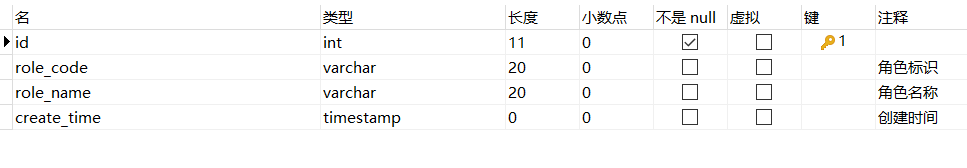 名 类型 长度 小数点 不是 null 虚拟 键 注释
id int 11 0 1
role_code varchar 20 0 角色标识
role_name varchar 20 0 角色名称
create_time timestamp 0 0 创建时间